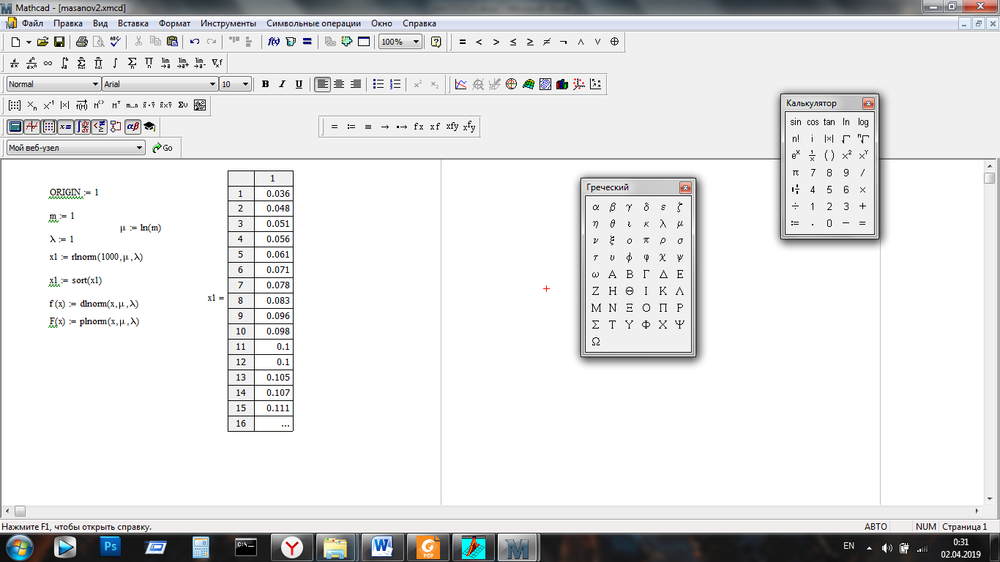 Mathcad - [masanov2.xmcd]
Файл Правка Вид Вставка Формат Инструменты Символьные операции Окно Справка
100%
= < > ≤ ≥ ≠ ¬ ∧ ∨ ⊕
Normal Arial 10 B I U
= := ≡ → •→ fx xf xfy xfy
Мой веб-узел Go
ORIGIN := 1
m := 1
μ := ln(m)
λ := 1
x1 := rlnorm(1000,μ,λ)
x1 := sort(x1)
f(x) := dlnorm(x,μ,λ)
F(x) := plnorm(x,μ,λ)
x1 =
1
1 0.036
2 0.048
3 0.051
4 0.056
5 0.061
6 0.071
7 0.078
8 0.083
9 0.096
10 0.098
11 0.1
12 0.1
13 0.105
14 0.107
15 0.111
16 ...
Греческий
α β γ δ ε ζ
η θ ι κ λ μ
ν ξ ο π ρ σ
τ υ ϕ φ χ ψ
ω Α Β Γ Δ Ε
Ζ Η Θ Ι Κ Λ
Μ Ν Ξ Ο Π Ρ
Σ Τ Υ Φ Χ Ψ
Ω
Калькулятор
sin cos tan ln log
n! i |×| √ ⁿ√
eˣ 1/x ( ) x² xʸ
π 7 8 9 /
4 5 6 ×
÷ 1 2 3 +
:= . 0 − =
Нажмите F1, чтобы открыть справку.
АВТО NUM Страница 1
Ps
C:\
PDF
EN
0:31
02.04.2019